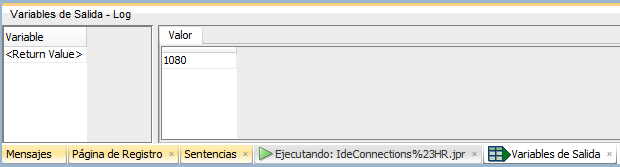 Variables de Salida - Log
Variable
<Return Value>
Valor
1080
Mensajes
Página de Registro
Sentencias
Ejecutando: IdeConnections%23HR.jpr
Variables de Salida